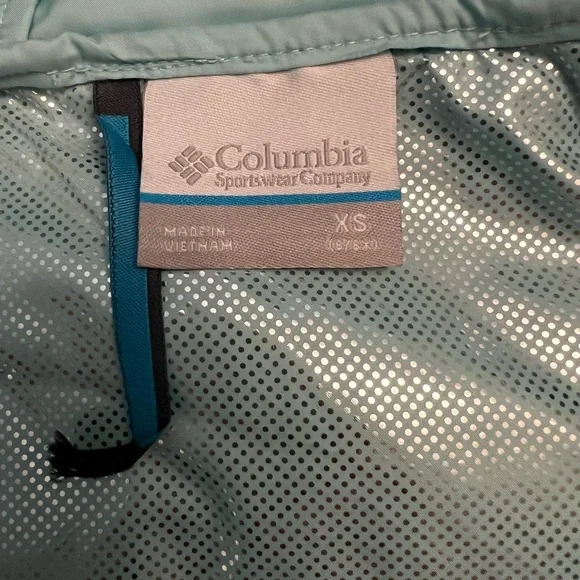 Columbia
Sportswear Company
XS
MADE IN
VIETNAM